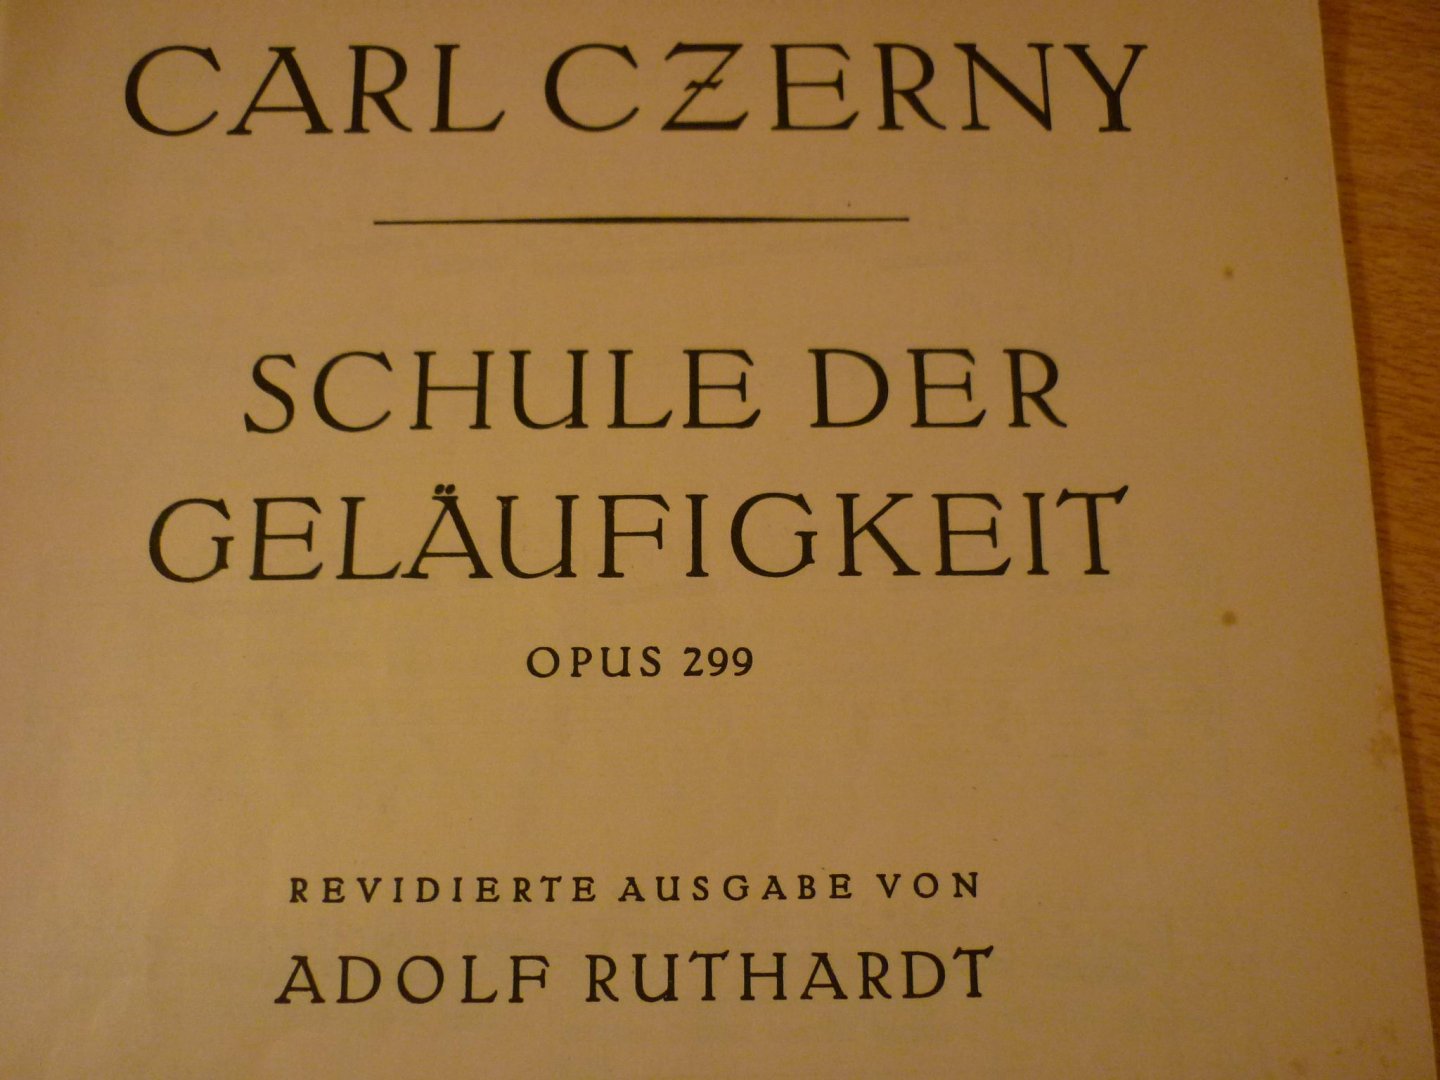 CARL CZERNY
SCHULE DER
GELÄUFIGKEIT
OPUS 299
REVIDIERTE AUSGABE VON
ADOLF RUTHARDT